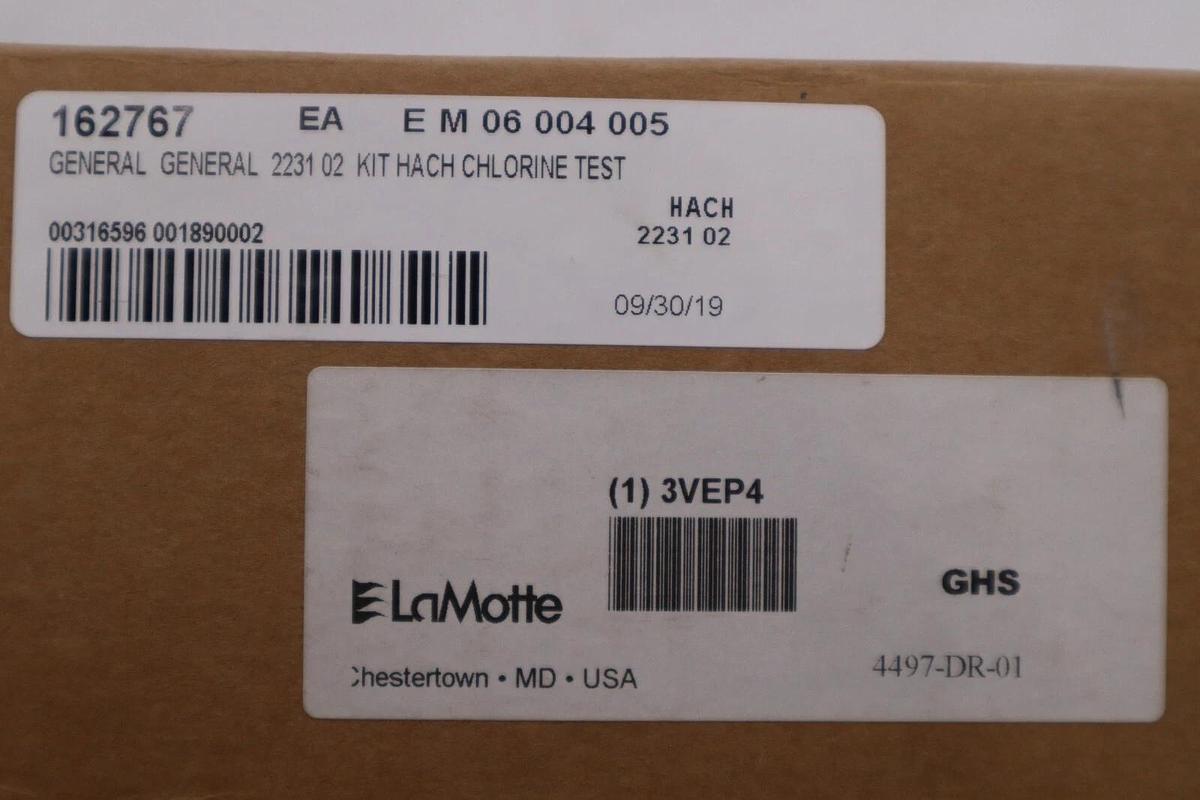 162767 EA E M 06 004 005
GENERAL GENERAL 2231 02 KIT HACH CHLORINE TEST
HACH
00316596 001890002
2231 02
09/30/19
(1) 3VEP4
GHS
LaMotte
4497-DR-01
Chestertown • MD • USA